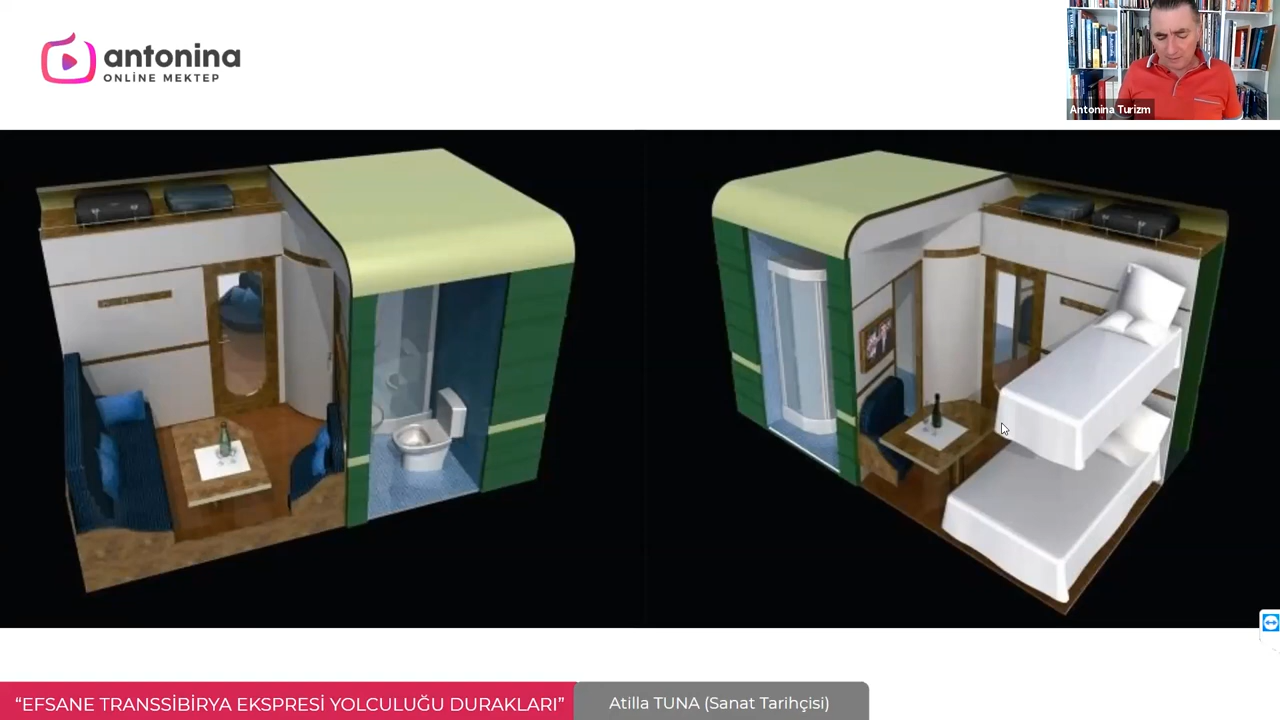 antonina
ONLİNE MEKTEP
Antonina Turizm
“EFSANE TRANSSİBİRYA EKSPRESİ YOLCULUĞU DURAKLARI”
Atilla TUNA (Sanat Tarihçisi)